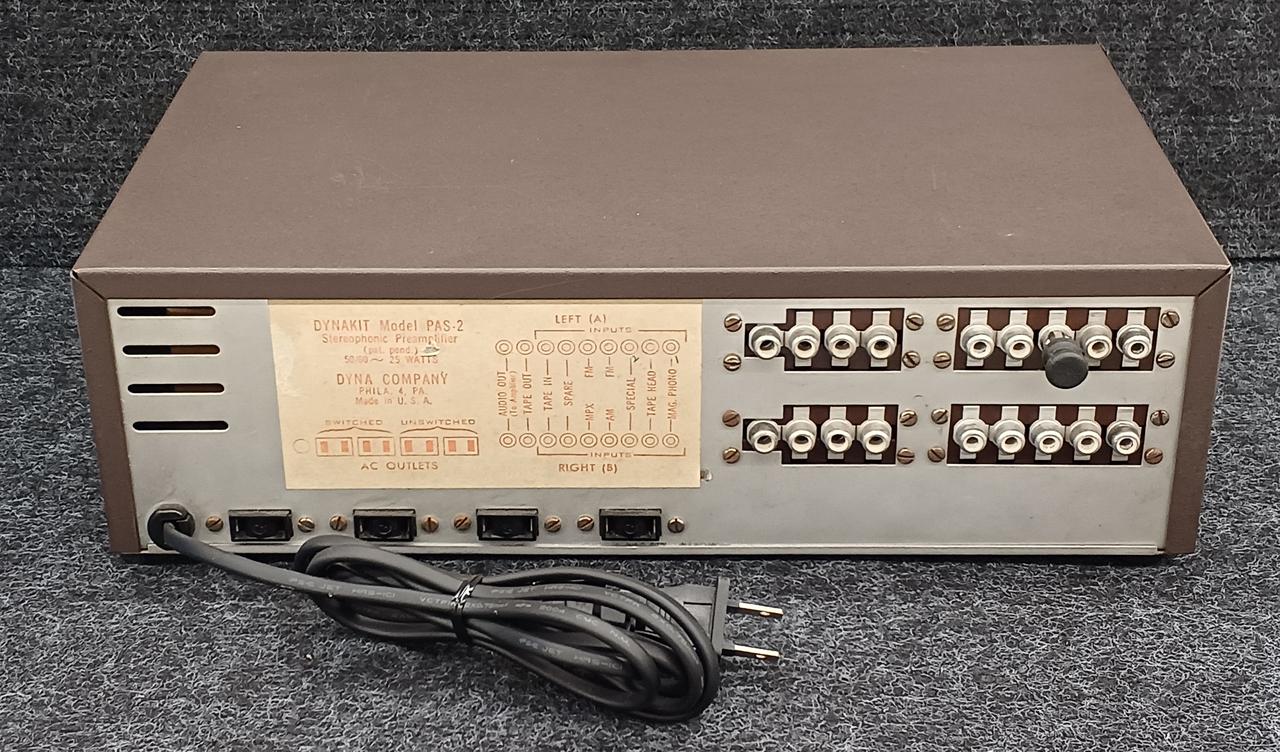 DYNAKIT Model PAS-2
Stereophonic Preamplifier
(pat. pend.)
50/60 ~ 25 WATTS
DYNA COMPANY
PHILA. 4, PA.
Made in U. S. A.
SWITCHED UNSWITCHED
AC OUTLETS
LEFT (A)
INPUTS
AUDIO OUT
(To Amplifier)
TAPE OUT
TAPE IN
SPARE
MPX FM
AM FM
SPECIAL
TAPE HEAD
MAG. PHONO
INPUTS
RIGHT (B)